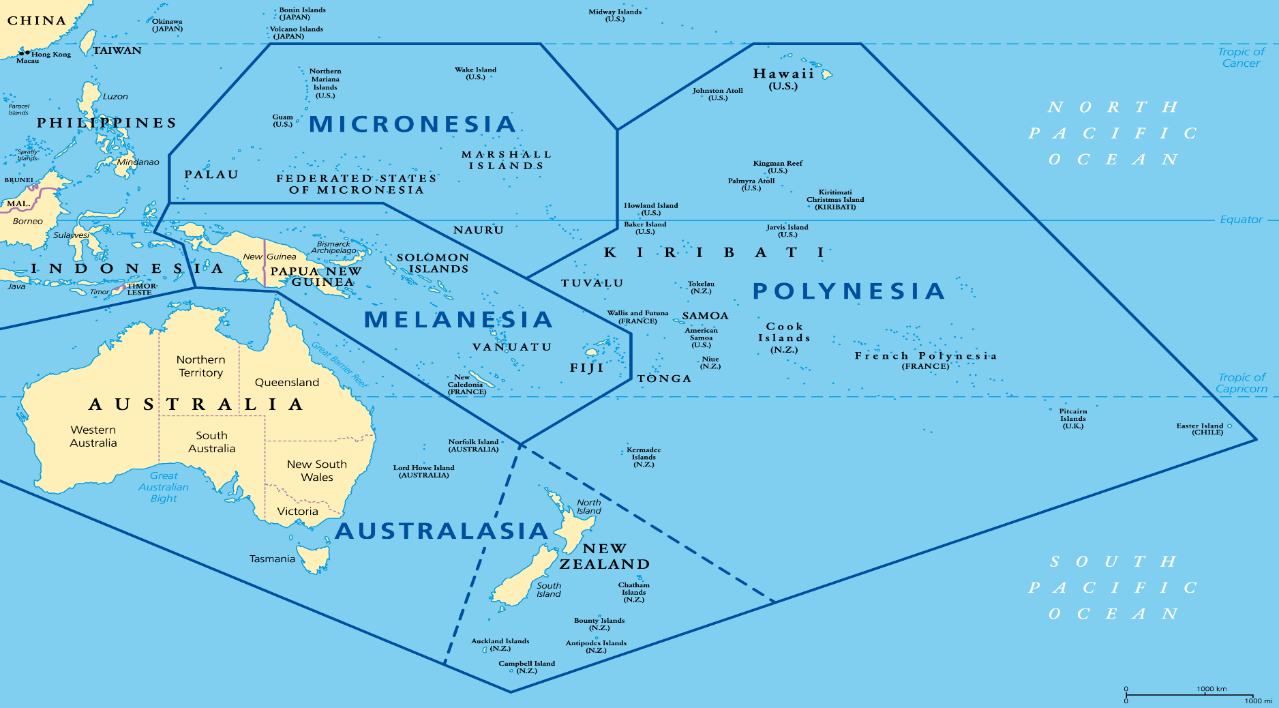 CHINA
Okinawa
(JAPAN)
Bonin Islands
(JAPAN)
Volcano Islands
(JAPAN)
Midway Islands
(U.S.)
Hong Kong
Macau
TAIWAN
Tropic of
Cancer
Northern
Mariana
Islands
(U.S.)
Wake Island
(U.S.)
Hawaii
(U.S.)
Johnston Atoll
(U.S.)
Luzon
Paracel
Islands
PHILIPPINES
Guam
(U.S.)
MICRONESIA
NORTH
PACIFIC
OCEAN
Spratly
Islands
Mindanao
MARSHALL
ISLANDS
PALAU
FEDERATED STATES
OF MICRONESIA
Kingman Reef
(U.S.)
Palmyra Atoll
(U.S.)
Kiritimati
Christmas Island
(KIRIBATI)
BRUNEI
MAL.
Borneo
Sulawesi
Howland Island
(U.S.)
Baker Island
(U.S.)
Jarvis Island
(U.S.)
Equator
NAURU
KIRIBATI
Bismarck
Archipelago
New Guinea
INDONESIA
PAPUA NEW
GUINEA
SOLOMON
ISLANDS
Java
Timor
TIMOR-
LESTE
TUVALU
Tokelau
(N.Z.)
POLYNESIA
MELANESIA
Wallis and Futuna
(FRANCE)
SAMOA
American
Samoa
(U.S.)
Cook
Islands
(N.Z.)
VANUATU
FIJI
Niue
(N.Z.)
French Polynesia
(FRANCE)
TONGA
New
Caledonia
(FRANCE)
Great Barrier Reef
Tropic of
Capricorn
Northern
Territory
Queensland
AUSTRALIA
Western
Australia
South
Australia
New South
Wales
Victoria
Great
Australian
Bight
Tasmania
Norfolk Island
(AUSTRALIA)
Lord Howe Island
(AUSTRALIA)
Kermadec
Islands
(N.Z.)
Pitcairn
Islands
(U.K.)
Easter Island
(CHILE)
AUSTRALASIA
North
Island
NEW
ZEALAND
South
Island
Chatham
Islands
(N.Z.)
Bounty Islands
(N.Z.)
Auckland Islands
(N.Z.)
Antipodes Islands
(N.Z.)
Campbell Island
(N.Z.)
SOUTH
PACIFIC
OCEAN
0 1000 km
0 1000 mi